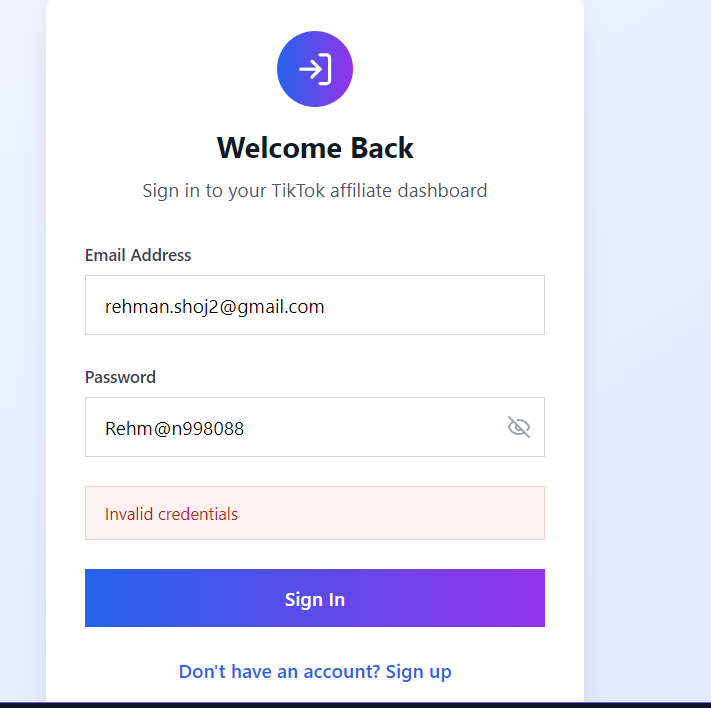 Welcome Back
Sign in to your TikTok affiliate dashboard
Email Address
rehman.shoj2@gmail.com
Password
Rehm@n998088
Invalid credentials
Sign In
Don't have an account? Sign up